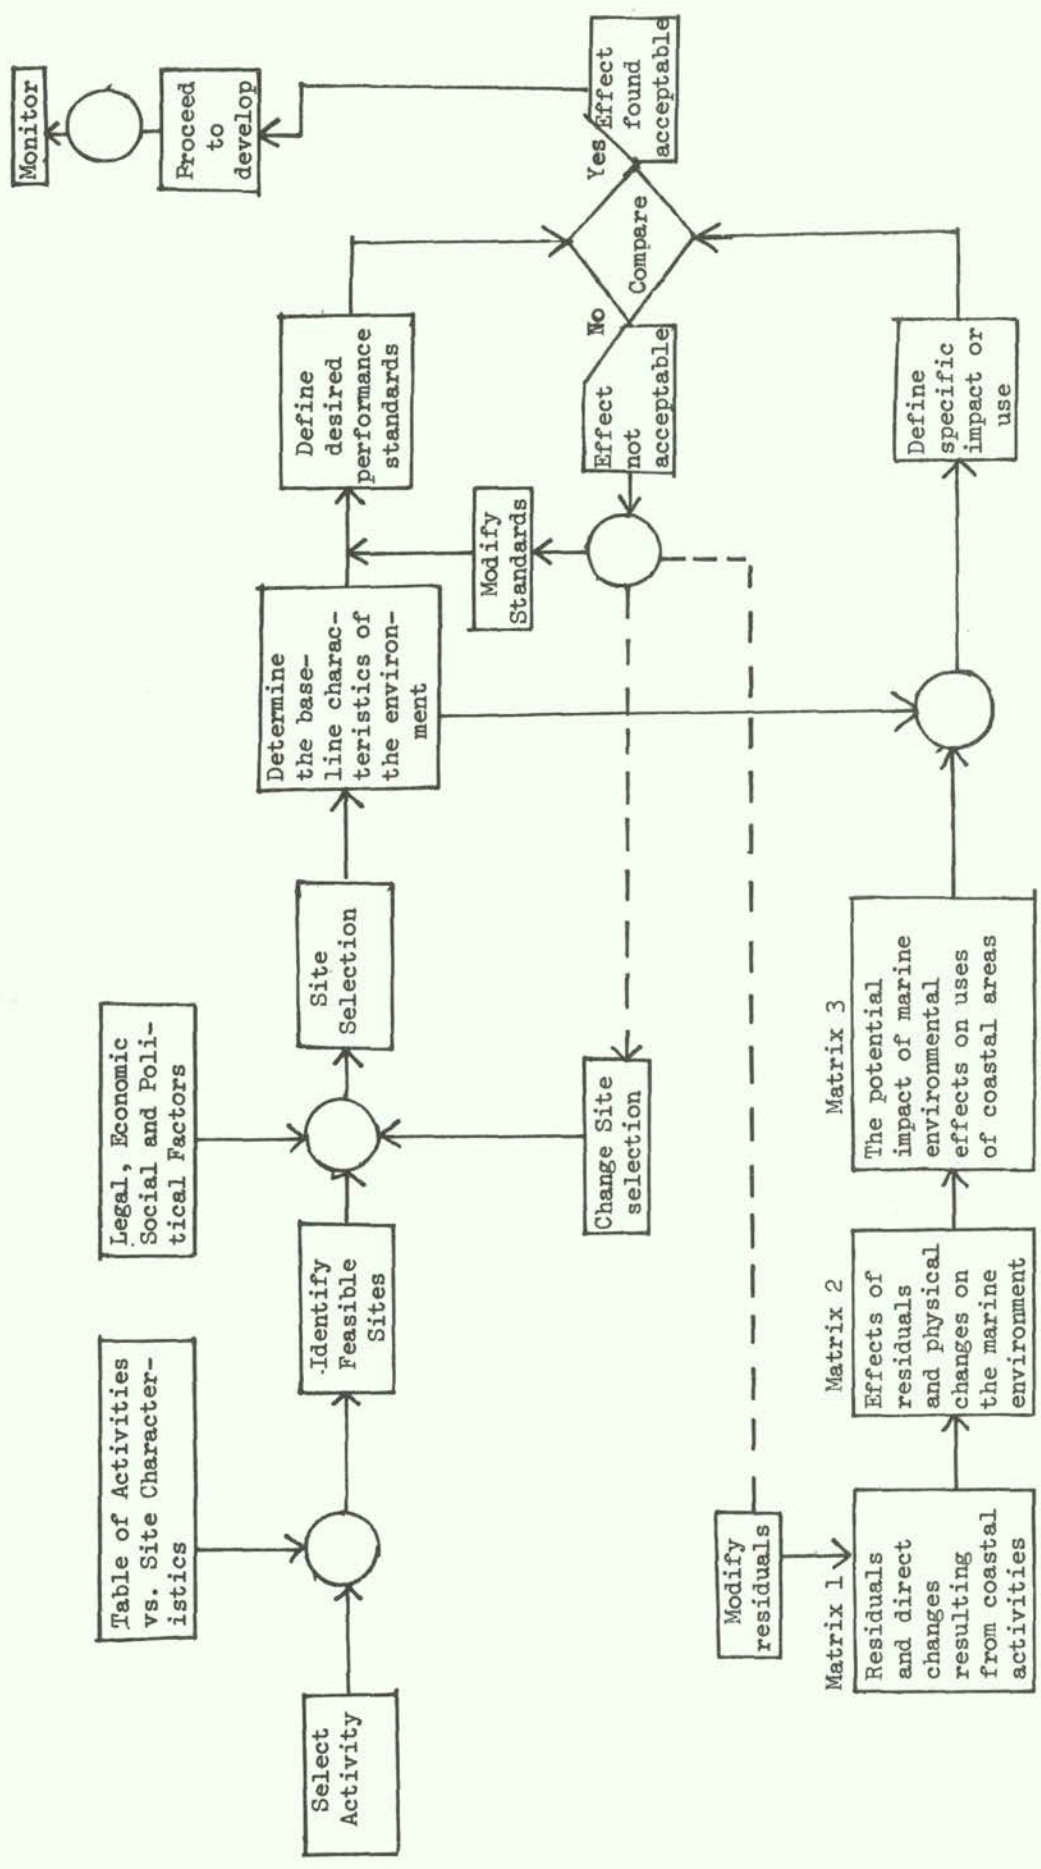 Select
Activity
Table of Activities
vs. Site Character-
istics
Identify
Feasible
Sites
Legal, Economic
Social and Poli-
tical Factors
Site
Selection
Change Site
selection
Determine
the base-
line charac-
teristics of
the environ-
ment
Modify
Standards
Define
desired
performance
standards
Effect
not
acceptable
No
Compare
Yes
Effect
found
acceptable
Proceed
to
develop
Monitor
Modify
residuals
Matrix 1
Residuals
and direct
changes
resulting
from coastal
activities
Matrix 2
Effects of
residuals
and physical
changes on
the marine
environment
Matrix 3
The potential
impact of marine
environmental
effects on uses
of coastal areas
Define
specific
impact or
use